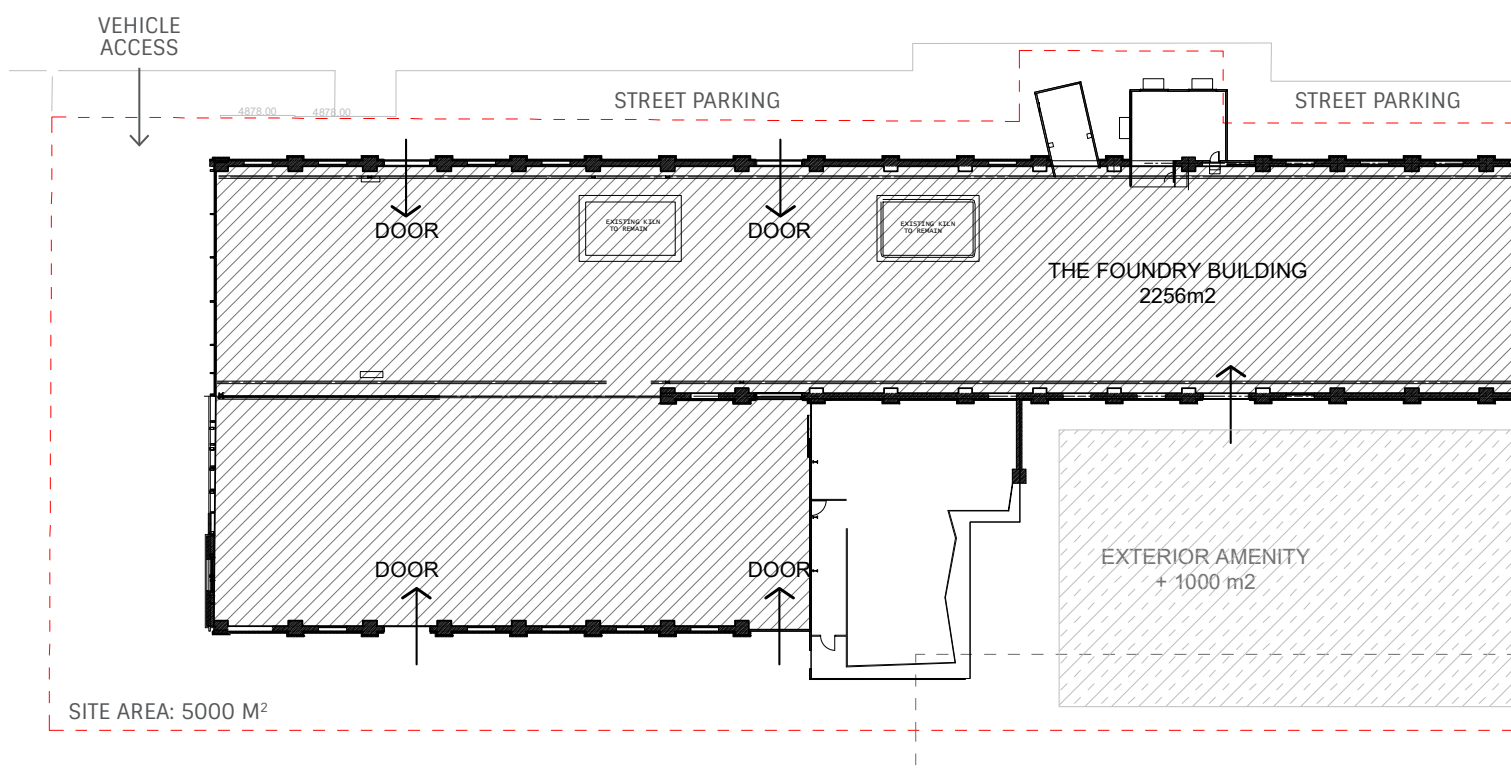 VEHICLE
ACCESS
STREET PARKING
STREET PARKING
4878.00
4878.00
DOOR
EXISTING KILN
TO REMAIN
DOOR
EXISTING KILN
TO REMAIN
THE FOUNDRY BUILDING
2256m2
DOOR
DOOR
EXTERIOR AMENITY
+ 1000 m2
SITE AREA: 5000 M²